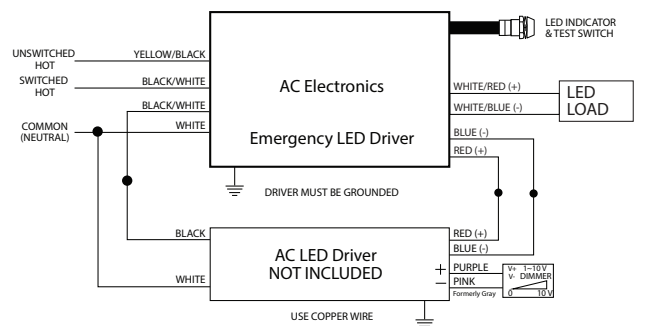 LED INDICATOR
& TEST SWITCH
UNSWITCHED
HOT
YELLOW/BLACK
SWITCHED
HOT
BLACK/WHITE
AC Electronics
WHITE/RED (+)
LED
LOAD
BLACK/WHITE
WHITE/BLUE (-)
COMMON
(NEUTRAL)
WHITE
Emergency LED Driver
BLUE (-)
RED (+)
DRIVER MUST BE GROUNDED
BLACK
AC LED Driver
NOT INCLUDED
RED (+)
BLUE (-)
WHITE
+ PURPLE
− PINK
Formerly Gray
V+ 1~10 V
V- DIMMER
0 10 V
USE COPPER WIRE